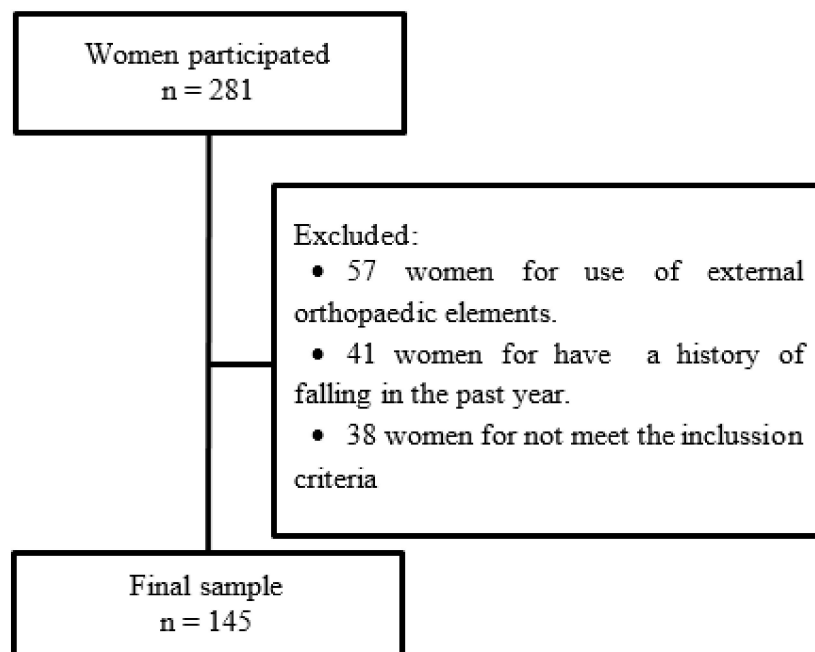 Women participated
n = 281
Excluded:
• 57 women for use of external
orthopaedic elements.
• 41 women for have a history of
falling in the past year.
• 38 women for not meet the inclussion
criteria
Final sample
n = 145